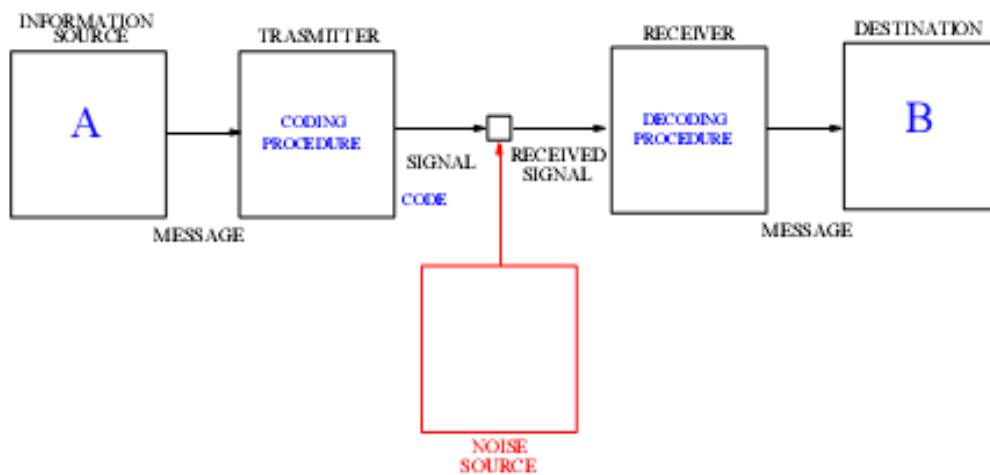 INFORMATION
SOURCE
TRASMITTER
RECEIVER
DESTINATION
A
CODING
PROCEDURE
DECODING
PROCEDURE
B
SIGNAL
RECEIVED
SIGNAL
CODE
MESSAGE
MESSAGE
NOISE
SOURCE